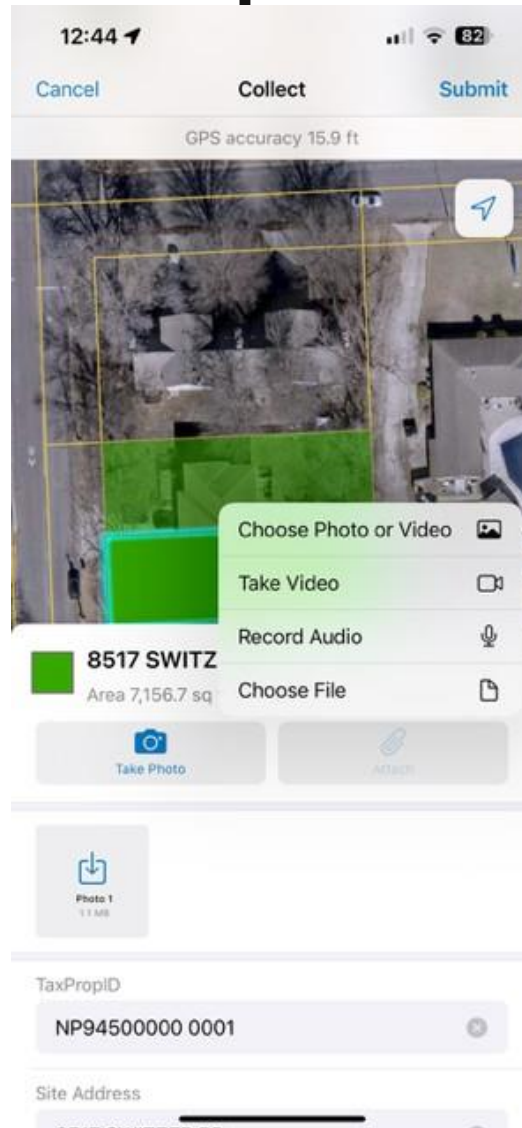 12:44
82
Cancel
Collect
Submit
GPS accuracy 15.9 ft
Choose Photo or Video
Take Video
Record Audio
8517 SWITZ
Choose File
Area 7,156.7 sq
Take Photo
Attach
Photo 1
1.1 MB
TaxPropID
NP94500000 0001
Site Address